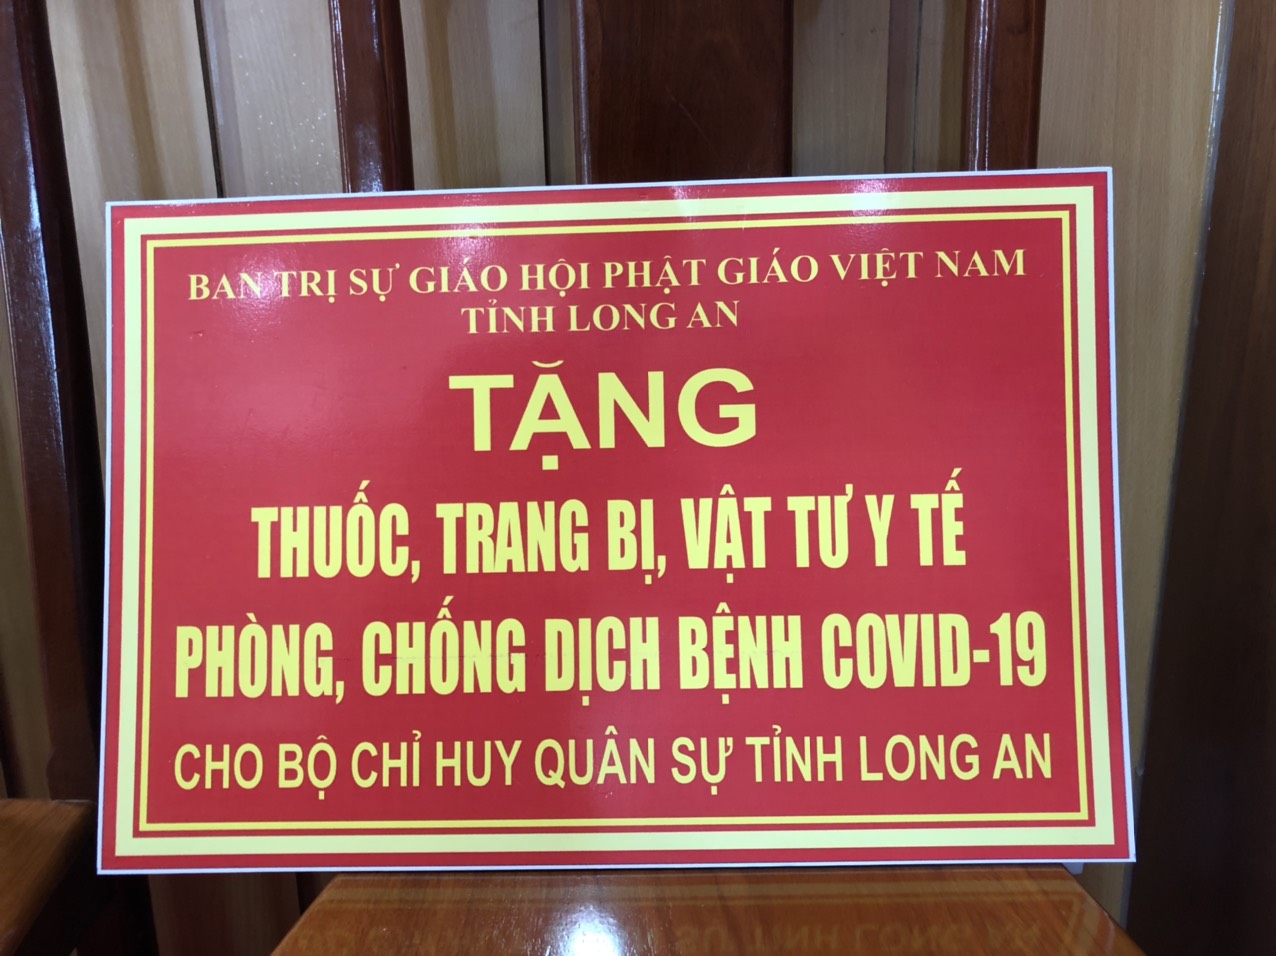 BAN TRỊ SỰ GIÁO HỘI PHẬT GIÁO VIỆT NAM
TỈNH LONG AN
TẶNG
THUỐC, TRANG BỊ, VẬT TƯ Y TẾ
PHÒNG, CHỐNG DỊCH BỆNH COVID-19
CHO BỘ CHỈ HUY QUÂN SỰ TỈNH LONG AN